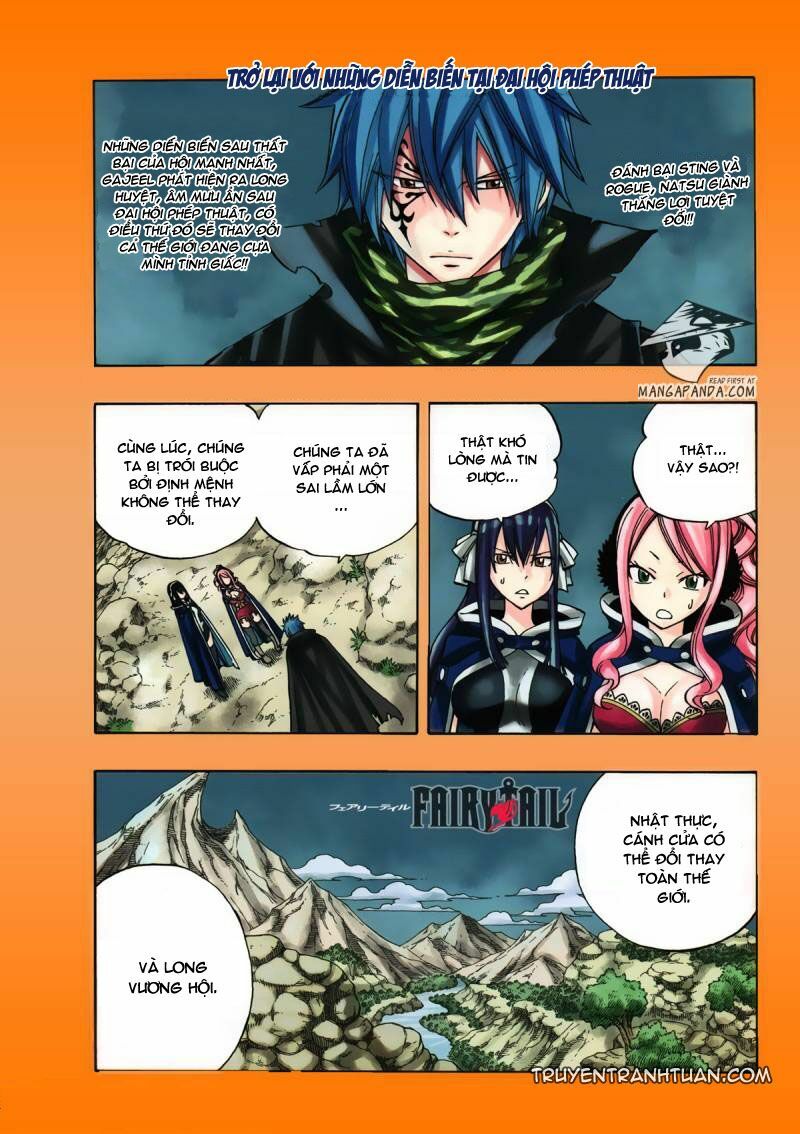 TRỞ LẠI VỚI NHỮNG DIỄN BIẾN TẠI ĐẠI HỘI PHÉP THUẬT
ĐÁNH BẠI STING VÀ
ROGUE, NATSU GIÀNH
THẮNG LỢI TUYỆT
ĐỐI!!
NHỮNG DIẾN BIẾN SAU THẤT
BẠI CỦA HỘI MẠNH NHẤT,
GAJEEL PHÁT HIỆN RA LONG
HUYỆT, ÂM MƯU ẨN SAU
ĐẠI HỘI PHÉP THUẬT, CÓ
ĐIỀU THỨ ĐÓ SẼ THAY ĐỔI
CẢ THẾ GIỚI ĐANG CỰA
MÌNH TỈNH GIẤC!!
READ FIRST AT
MANGAPANDA.COM
THẬT...
VẬY SAO?!
THẬT KHÓ
LÒNG MÀ TIN
ĐƯỢC...
CHÚNG TA ĐÃ
VẤP PHẢI MỘT
SAI LẦM LỚN
...
CÙNG LÚC, CHÚNG
TA BỊ TRÓI BUỘC
BỞI ĐỊNH MỆNH
KHÔNG THỂ THAY
ĐỔI.
フェアリーテイル
FAIRY TAIL
NHẬT THỰC,
CÁNH CỬA CÓ
THỂ ĐỔI THAY
TOÀN THẾ
GIỚI.
VÀ LONG
VƯƠNG HỘI.
TRUYENTRANHTUAN.COM